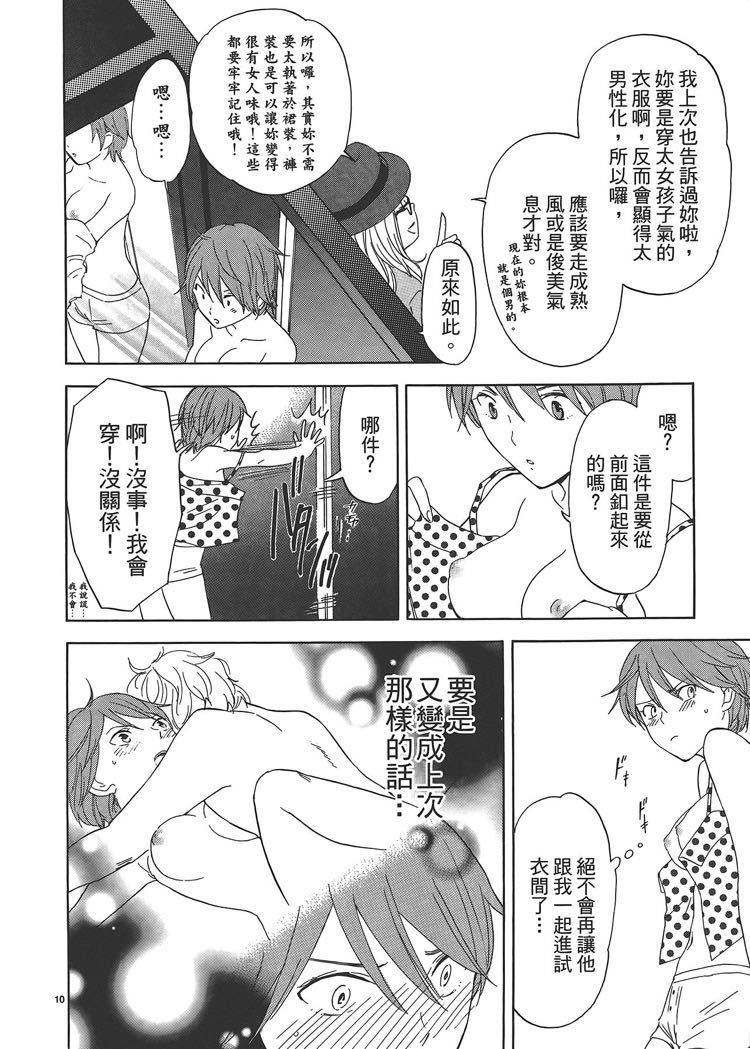 我上次也告訴過妳啦，
妳要是穿太女孩子氣的
衣服啊，反而會顯得太
男性化，所以囉，
應該要走成熟
風或是俊美氣
息才對。
現在的妳根本
就是個男的。
所以囉，其實妳不需
要太執著於裙裝，褲
裝也是可以讓妳變得
很有女人味哦！這些
都要牢牢記住哦！
嗯…嗯…
原來如此。
嗯？
這件是要從
前面釦起來
的嗎？
哪件？
啊！沒事！我會
穿！沒關係！
我說謊…
我不會…
ドキ
ドキ
絕不會再讓他
跟我一起進試
衣間了…
要是
又變成上次
那樣的話…
10